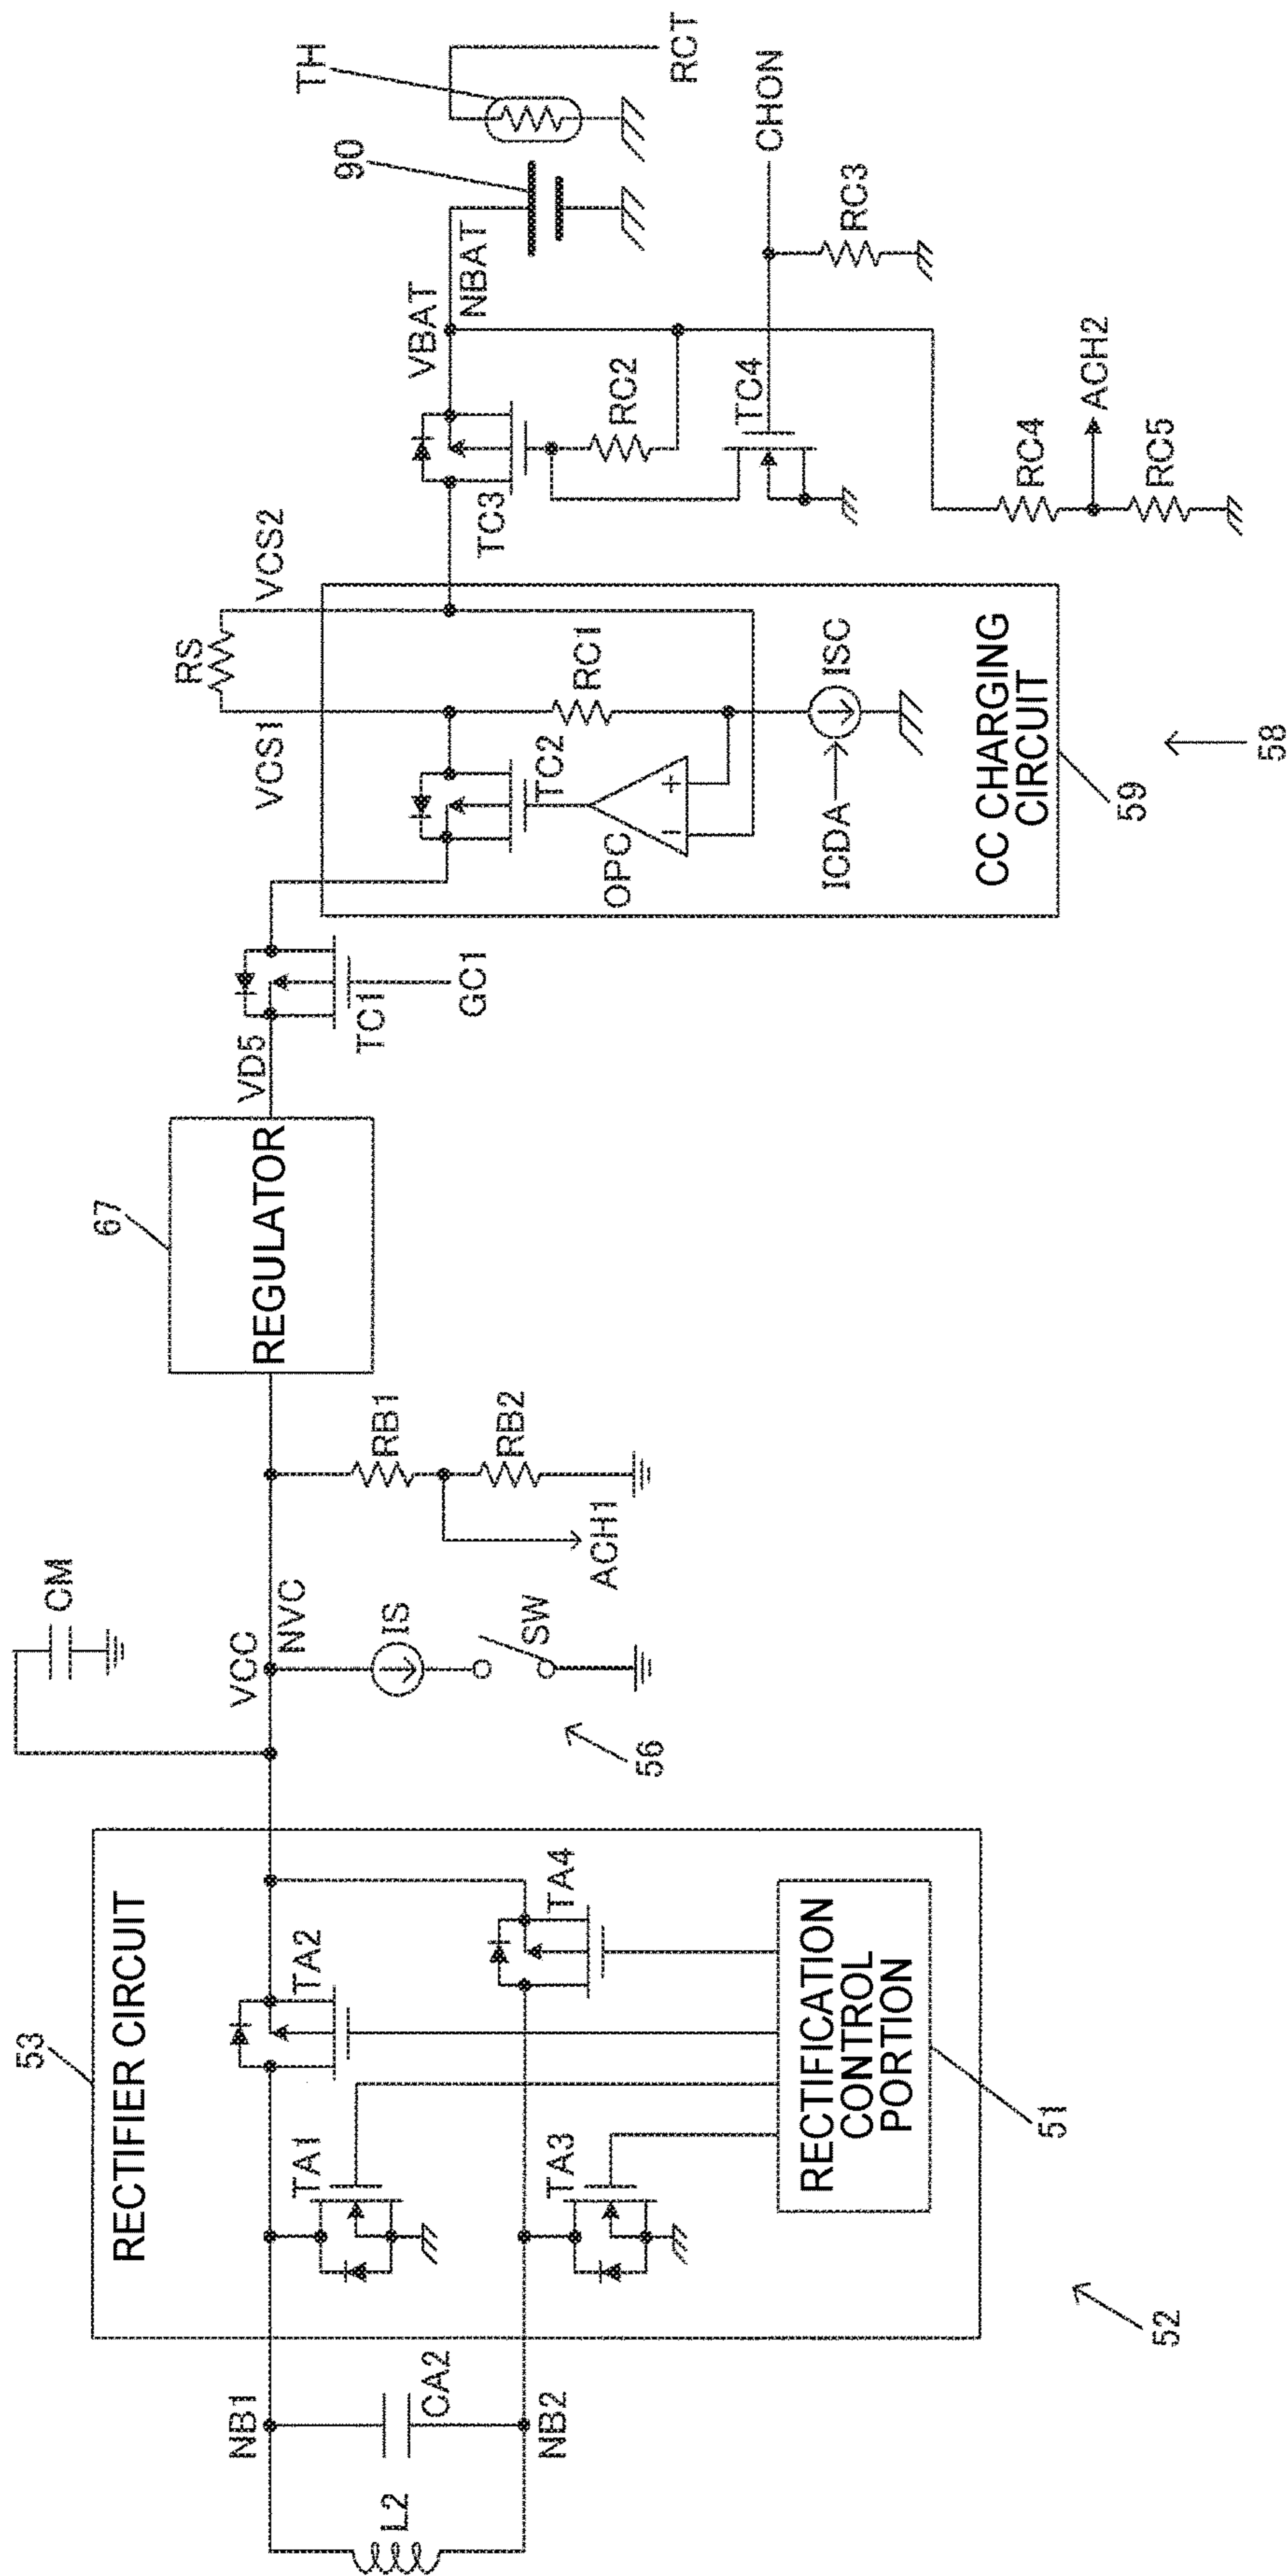 53
RECTIFIER CIRCUIT
NB1
L2
CA2
NB2
TA1
TA2
TA3
TA4
RECTIFICATION
CONTROL
PORTION
51
52
CM
VCC
NVC
IS
SW
56
RB1
RB2
ACH1
67
REGULATOR
VD5
TC1
GC1
VCS1
RS
VCS2
TC2
OPC
+
−
RC1
ICDA
ISC
CC CHARGING
CIRCUIT
59
58
TC3
VBAT
NBAT
90
TH
RCT
RC2
TC4
CHON
RC3
RC4
ACH2
RC5